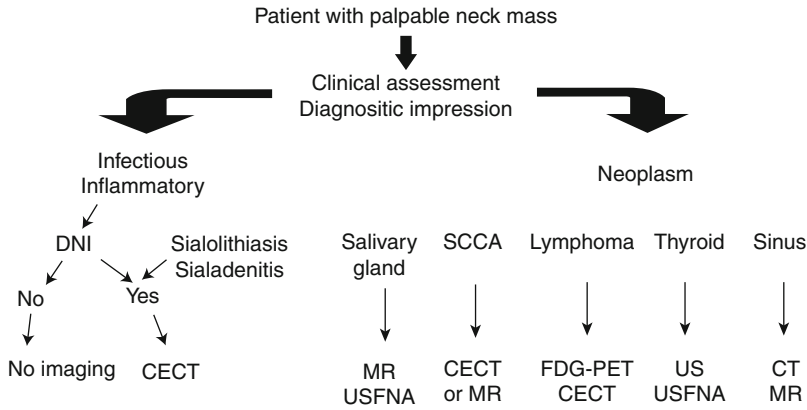 Patient with palpable neck mass
Clinical assessment
Diagnositic impression
Infectious
Inflammatory
Neoplasm
DNI
Sialolithiasis
Sialadenitis
No
Yes
No imaging
CECT
Salivary
gland
SCCA
Lymphoma
Thyroid
Sinus
MR
USFNA
CECT
or MR
FDG-PET
CECT
US
USFNA
CT
MR